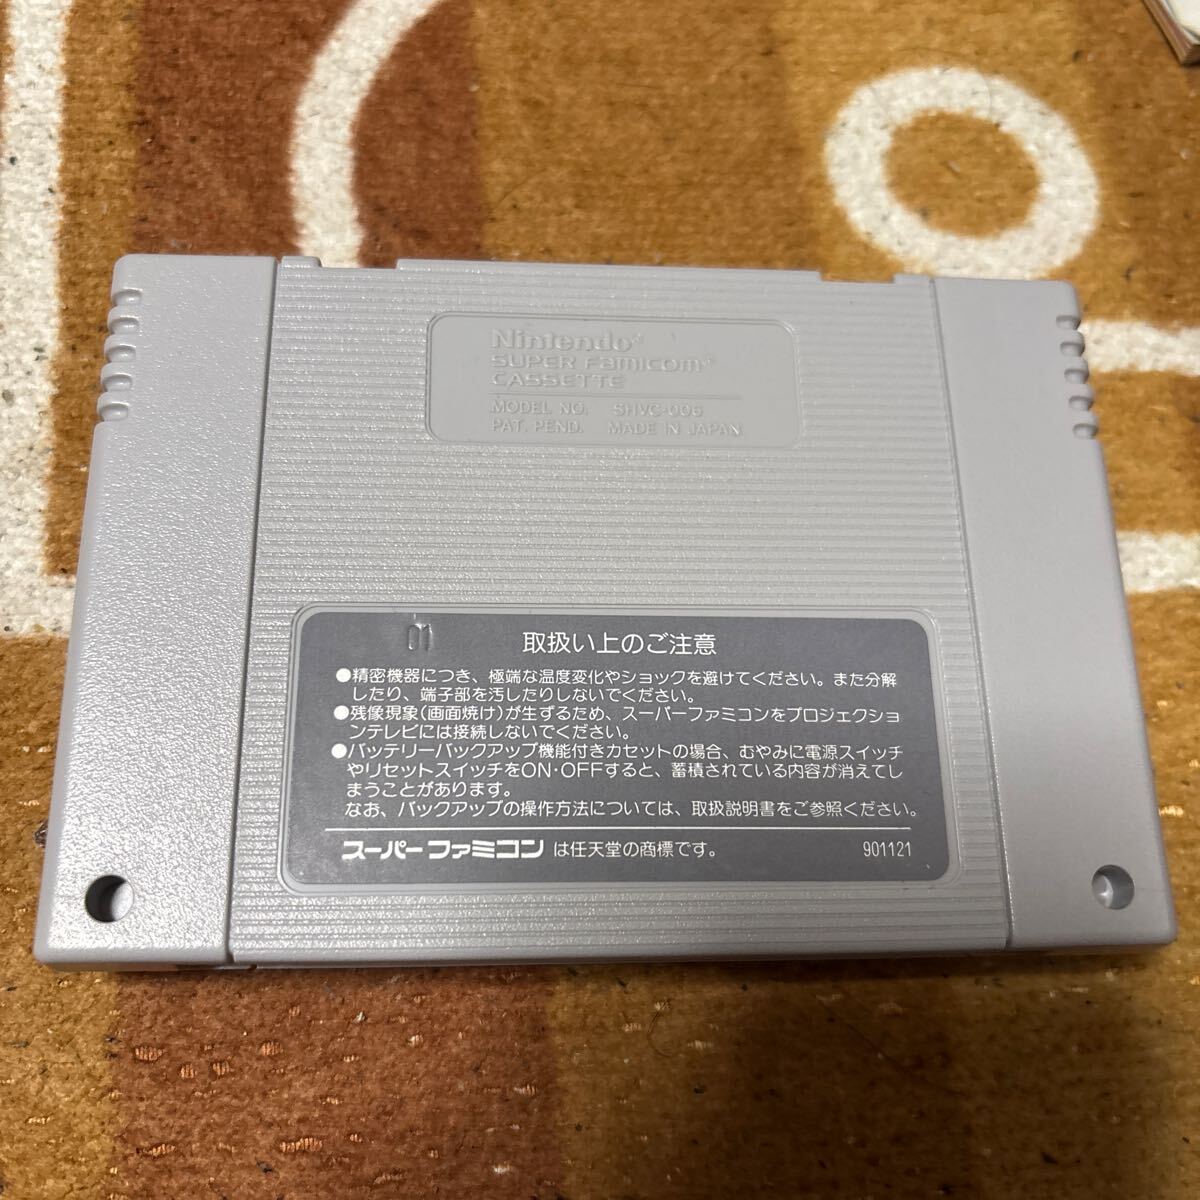 Nintendo®
SUPER FAMICOM™
CASSETTE
MODEL NO. SHVC-006
PAT. PEND. MADE IN JAPAN
01
取扱い上のご注意
●精密機器につき、極端な温度変化やショックを避けてください。また分解
したり、端子部を汚したりしないでください。
●残像現象(画面焼け)が生ずるため、スーパーファミコンをプロジェクショ
ンテレビには接続しないでください。
●バッテリーバックアップ機能付きカセットの場合、むやみに電源スイッチ
やリセットスイッチをON・OFFすると、蓄積されている内容が消えてし
まうことがあります。
なお、バックアップの操作方法については、取扱説明書をご参照ください。
スーパーファミコン は任天堂の商標です。 901121